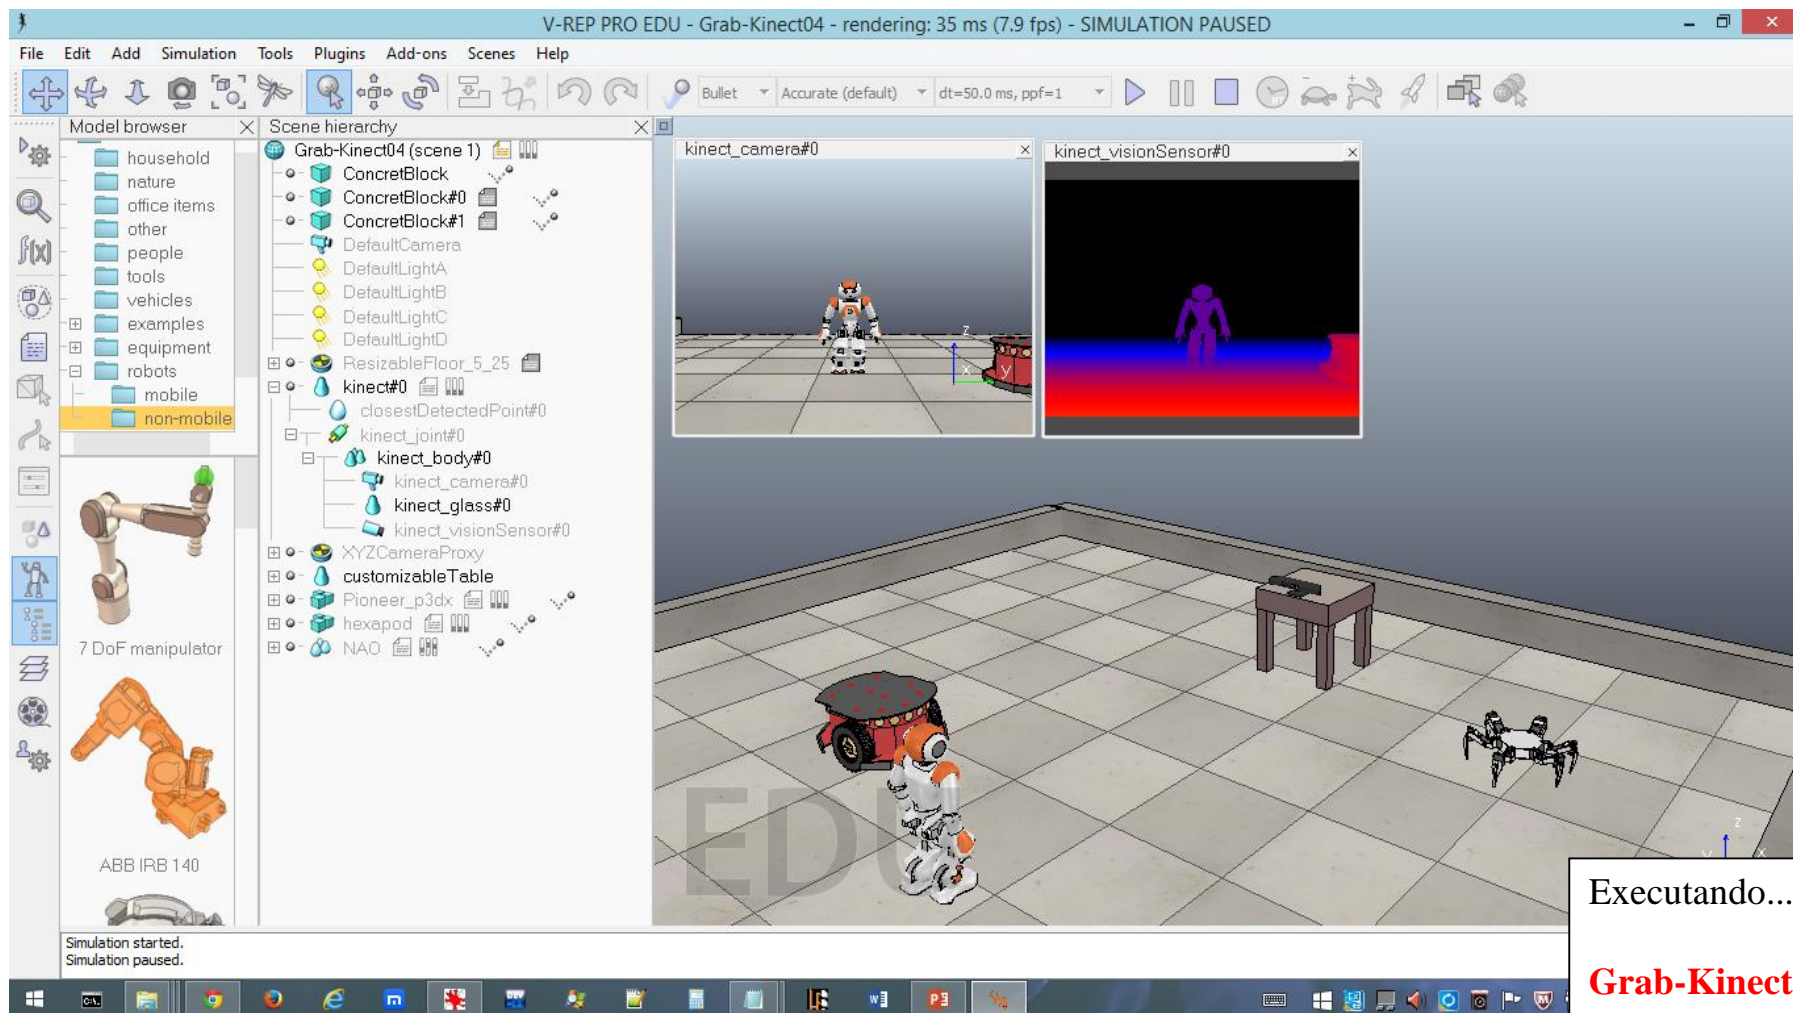 V-REP PRO EDU - Grab-Kinect04 - rendering: 35 ms (7.9 fps) - SIMULATION PAUSED
File Edit Add Simulation Tools Plugins Add-ons Scenes Help
Bullet Accurate (default) dt=50.0 ms, ppf=1
Model browser
household
nature
office items
other
people
tools
vehicles
examples
equipment
robots
mobile
non-mobile
7 DoF manipulator
ABB IRB 140
Scene hierarchy
Grab-Kinect04 (scene 1)
ConcretBlock
ConcretBlock#0
ConcretBlock#1
DefaultCamera
DefaultLightA
DefaultLightB
DefaultLightC
DefaultLightD
ResizableFloor_5_25
kinect#0
closestDetectedPoint#0
kinect_joint#0
kinect_body#0
kinect_camera#0
kinect_glass#0
kinect_visionSensor#0
XYZCameraProxy
customizableTable
Pioneer_p3dx
hexapod
NAO
f(x)
kinect_camera#0
z
x y
kinect_visionSensor#0
EDU
z
x
Executando...
Grab-Kinect
Simulation started.
Simulation paused.